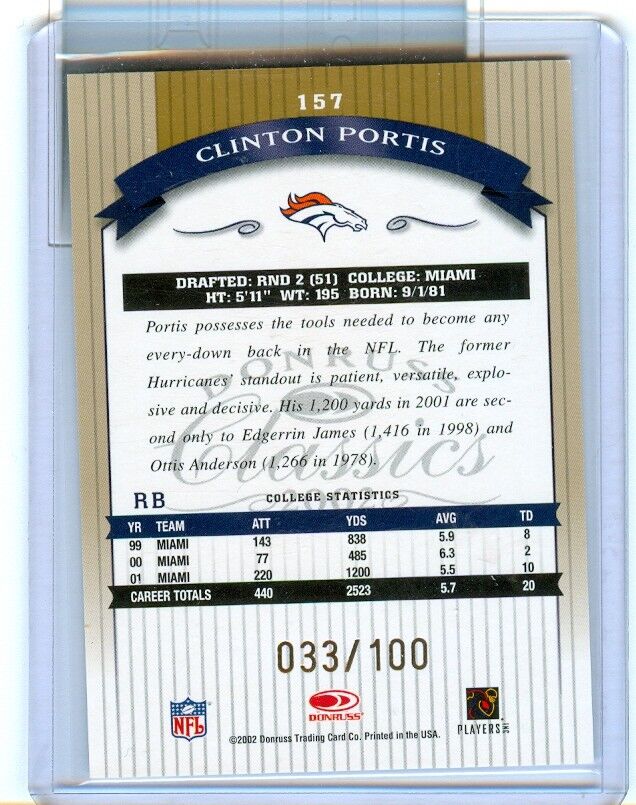 157
CLINTON PORTIS
DRAFTED: RND 2 (51) COLLEGE: MIAMI
HT: 5'11" WT: 195 BORN: 9/1/81
Portis possesses the tools needed to become any
every-down back in the NFL. The former
Hurricanes' standout is patient, versatile, explo-
sive and decisive. His 1,200 yards in 2001 are sec-
ond only to Edgerrin James (1,416 in 1998) and
Ottis Anderson (1,266 in 1978).
DONRUSS
Classics
2002
RB COLLEGE STATISTICS
YR TEAM ATT YDS AVG TD
99 MIAMI 143 838 5.9 8
00 MIAMI 77 485 6.3 2
01 MIAMI 220 1200 5.5 10
CAREER TOTALS 440 2523 5.7 20
033/100
NFL DONRUSS PLAYERS INC
©2002 Donruss Trading Card Co. Printed in the USA.